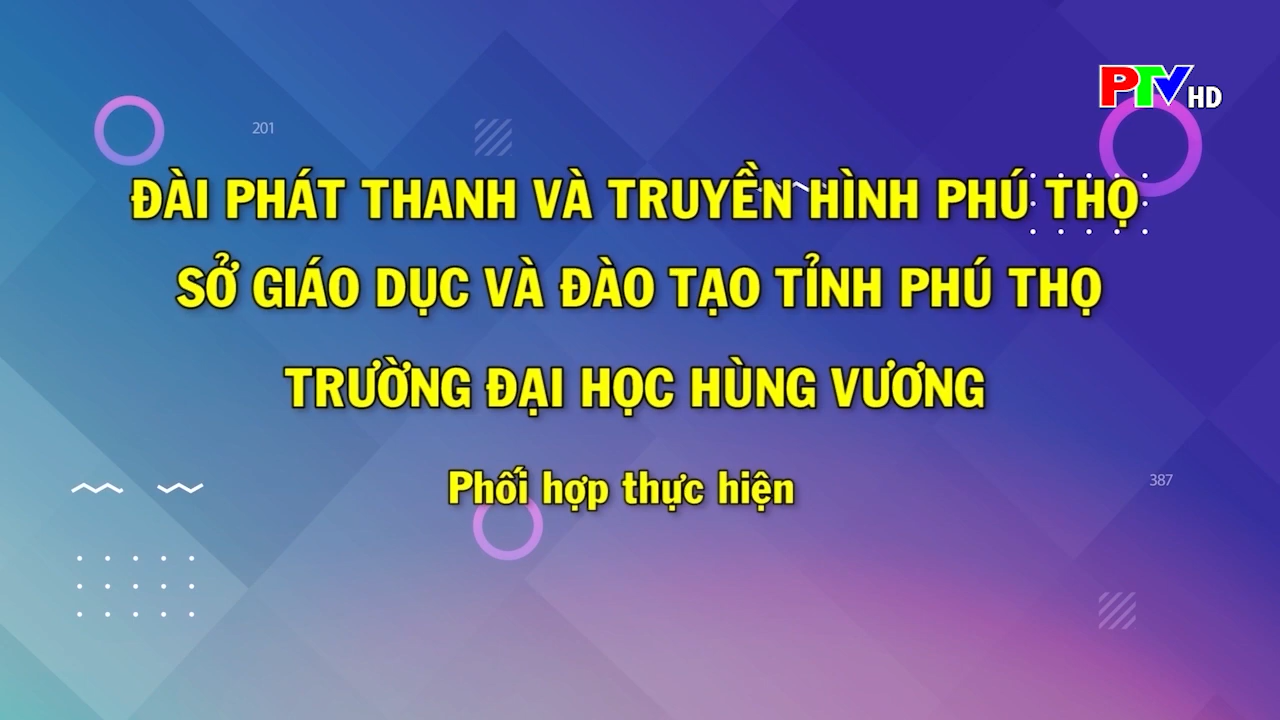 PTV HD
201
ĐÀI PHÁT THANH VÀ TRUYỀN HÌNH PHÚ THỌ
SỞ GIÁO DỤC VÀ ĐÀO TẠO TỈNH PHÚ THỌ
TRƯỜNG ĐẠI HỌC HÙNG VƯƠNG
Phối hợp thực hiện
387